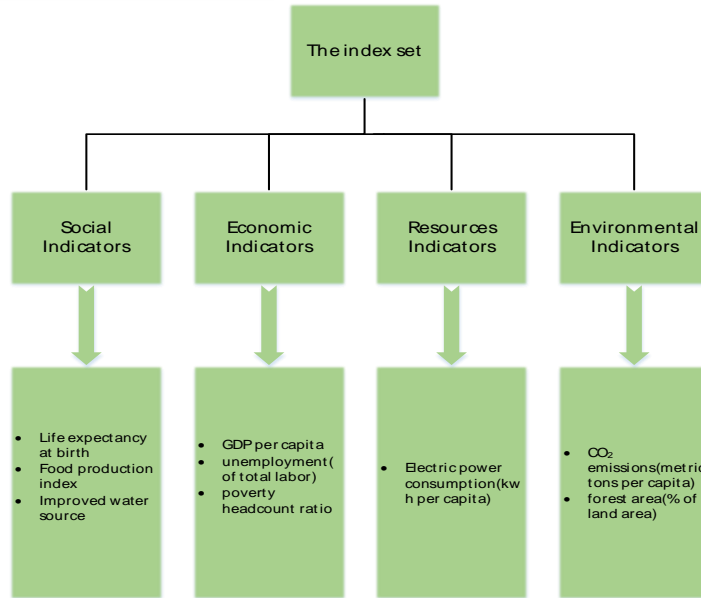 The index set
Social
Indicators
Economic
Indicators
Resources
Indicators
Environmental
Indicators
• Life expectancy
at birth
• Food production
index
• Improved water
source
• GDP per capita
• unemployment(
of total labor)
• poverty
headcount ratio
• Electric power
consumption(kw
h per capita)
• CO₂
emissions(metric
tons per capita)
• forest area(% of
land area)